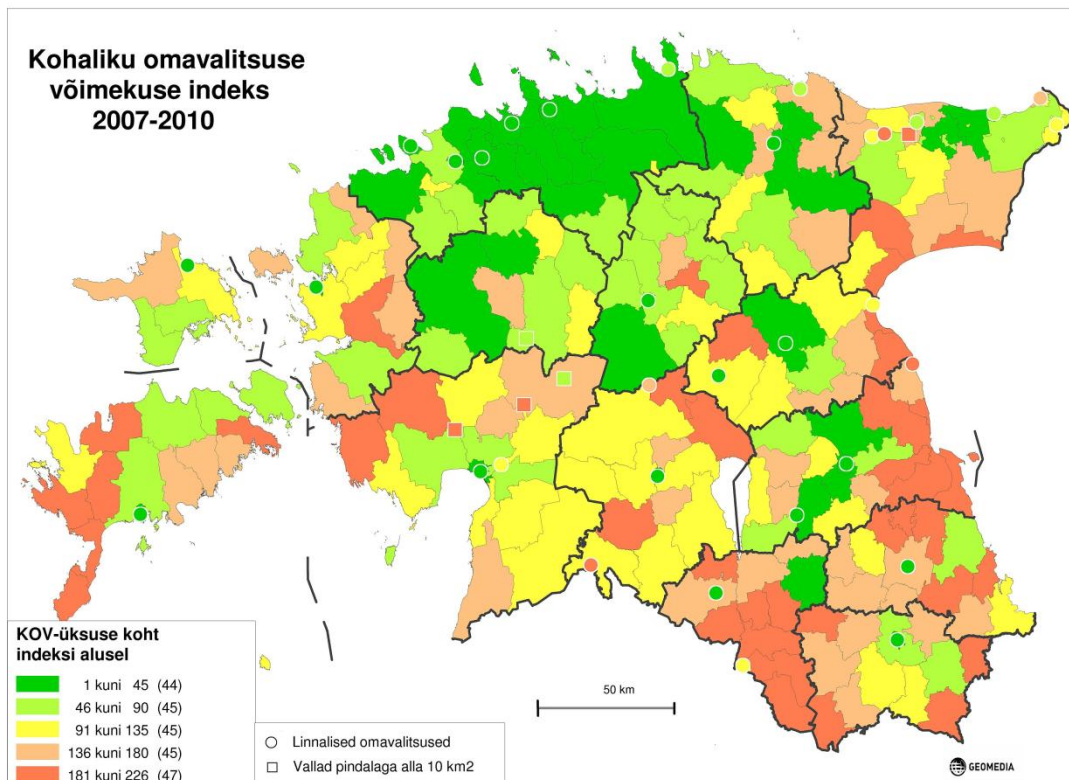 Kohaliku omavalitsuse
võimekuse indeks
2007-2010
KOV-üksuse koht
indeksi alusel
1 kuni 45 (44)
46 kuni 90 (45)
91 kuni 135 (45)
136 kuni 180 (45)
181 kuni 226 (47)
50 km
Linnalised omavalitsused
Vallad pindalaga alla 10 km2
GEOMEDIA